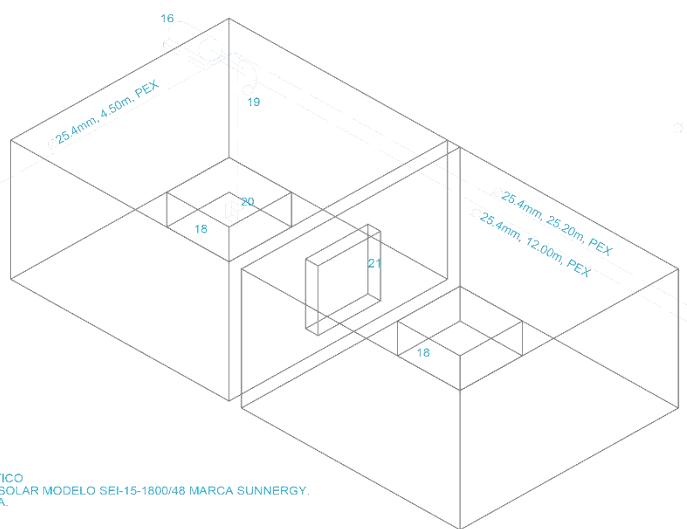 16
25.4mm, 4.50m, PEX
19
20
18
25.4mm, 25.20m, PEX
25.4mm, 12.00m, PEX
21
18
TICO
SOLAR MODELO SEI-15-1800/48 MARCA SUNNERGY.
A.